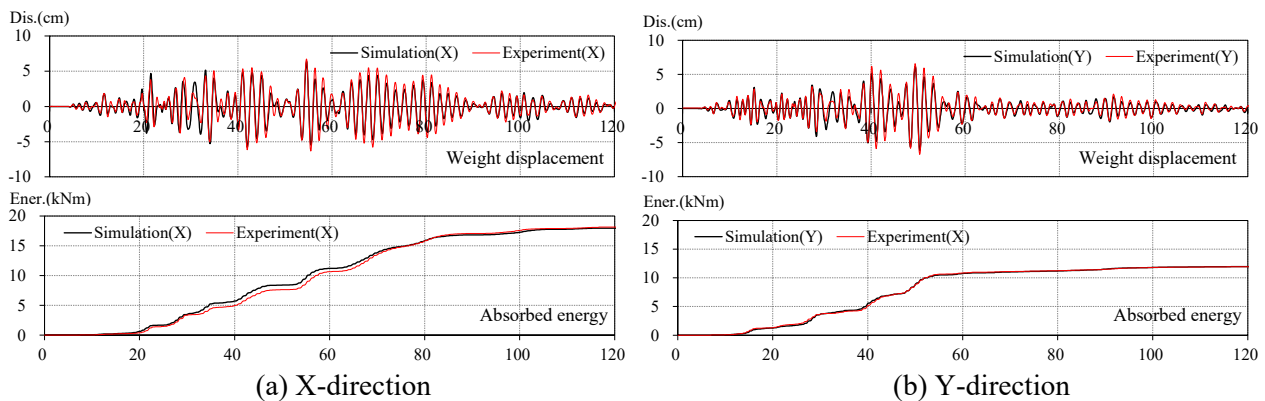 Dis.(cm)
10
5
0
-5
-10
Simulation(X) Experiment(X)
0 20 40 60 80 100 120
Weight displacement
Ener.(kNm)
20
15
10
5
0
Simulation(X) Experiment(X)
Absorbed energy
0 20 40 60 80 100 120
(a) X-direction
Dis.(cm)
10
5
0
-5
-10
Simulation(Y) Experiment(Y)
0 20 40 60 80 100 120
Weight displacement
Ener.(kNm)
20
15
10
5
0
Simulation(Y) Experiment(X)
Absorbed energy
0 20 40 60 80 100 120
(b) Y-direction